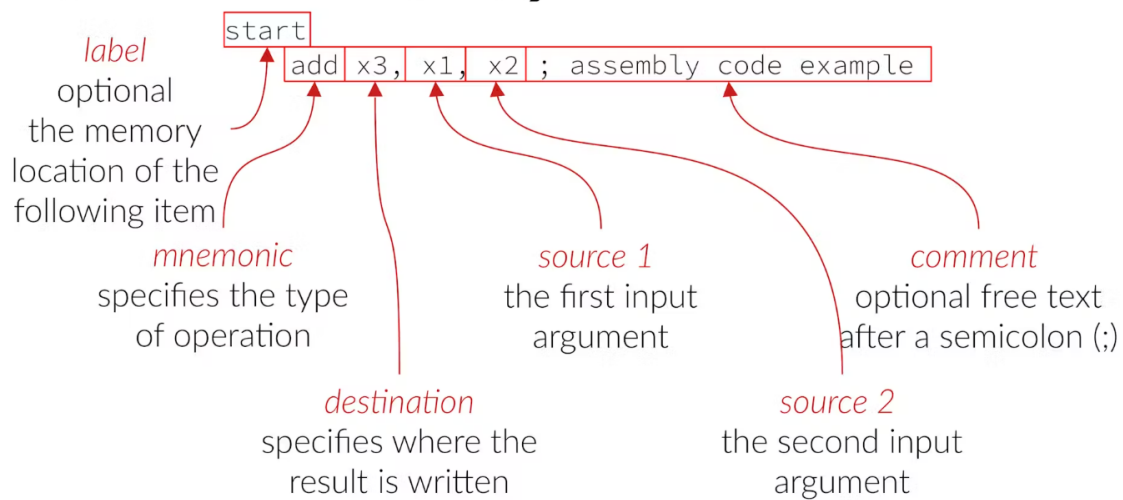 start
add x3, x1, x2 ; assembly code example
label
optional
the memory
location of the
following item
mnemonic
specifies the type
of operation
source 1
the first input
argument
comment
optional free text
after a semicolon (;)
destination
specifies where the
result is written
source 2
the second input
argument